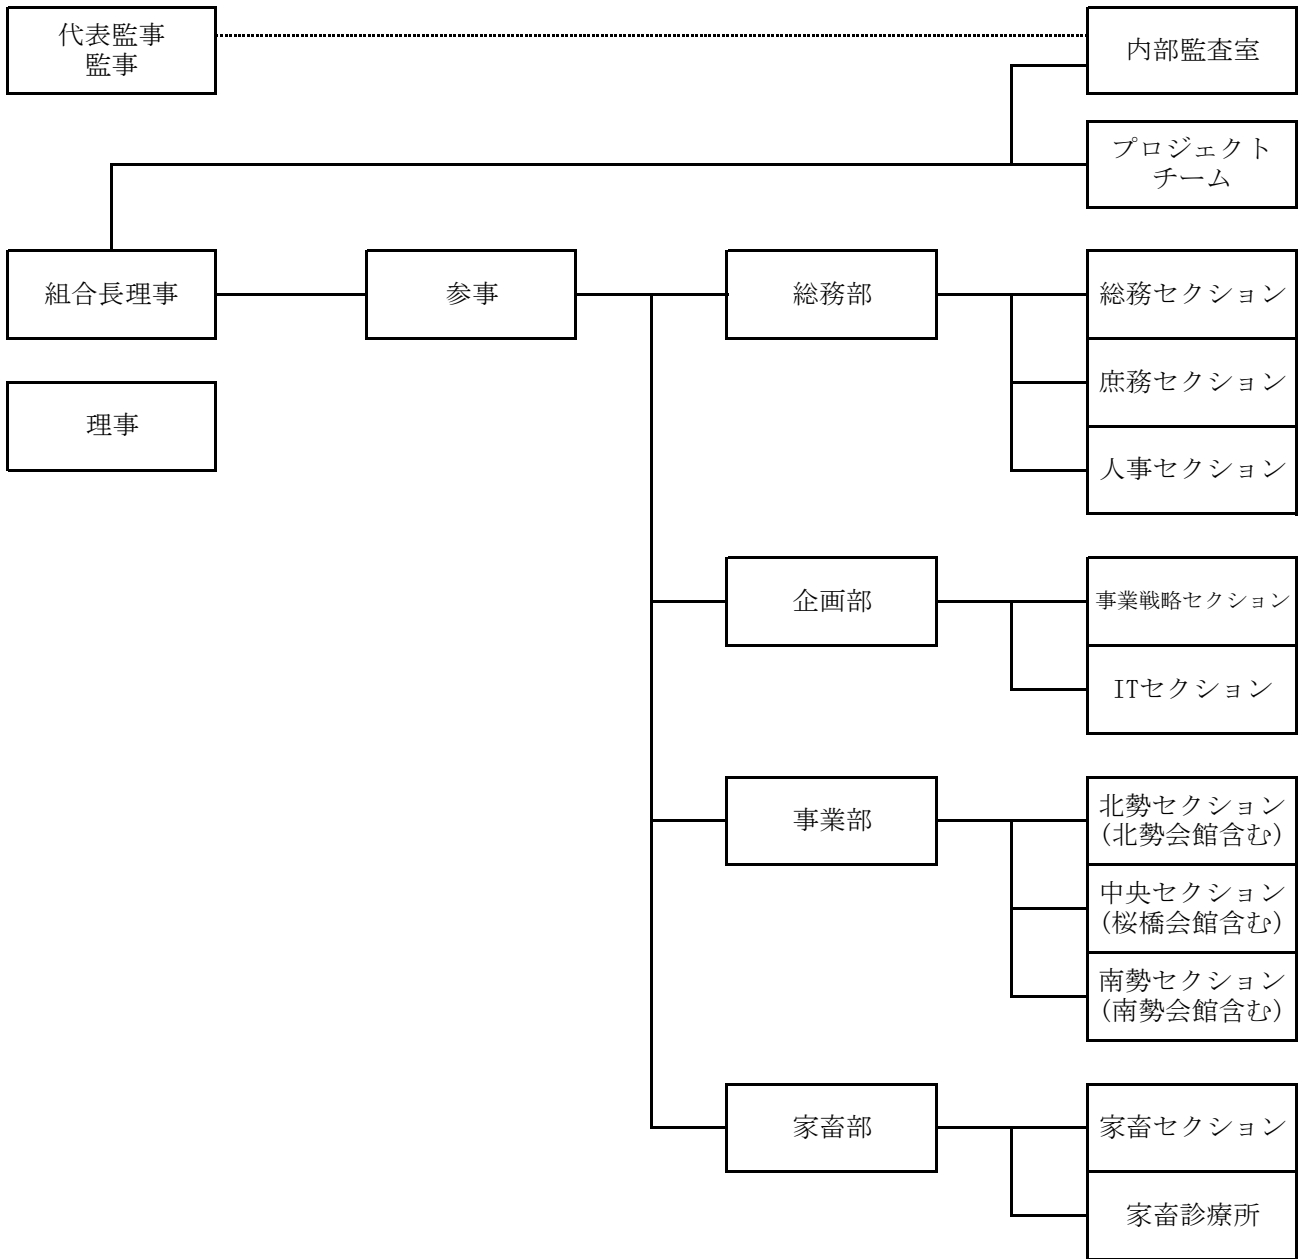 代表監事
監事
内部監査室
プロジェクト
チーム
組合長理事
参事
総務部
総務セクション
庶務セクション
理事
人事セクション
企画部
事業戦略セクション
ITセクション
事業部
北勢セクション
(北勢会館含む)
中央セクション
(桜橋会館含む)
南勢セクション
(南勢会館含む)
家畜部
家畜セクション
家畜診療所